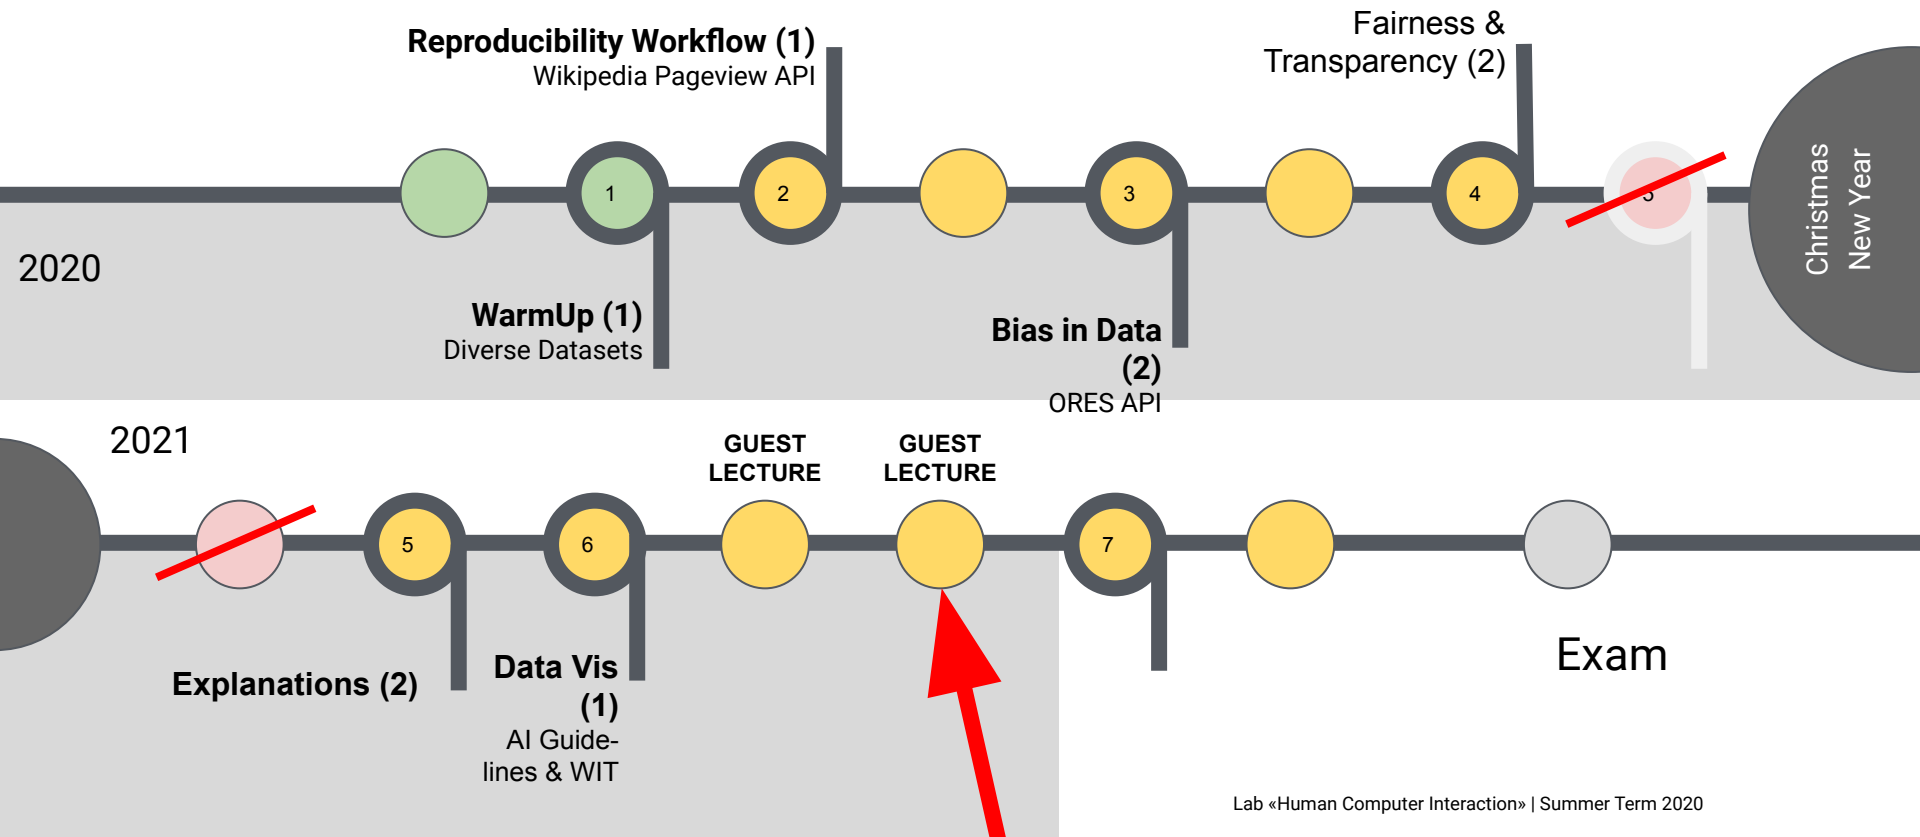 Reproducibility Workflow (1)
Wikipedia Pageview API
Fairness &
Transparency (2)
1
2
3
4
Christmas
New Year
2020
WarmUp (1)
Diverse Datasets
Bias in Data
(2)
ORES API
2021
GUEST
LECTURE
GUEST
LECTURE
5
6
7
Explanations (2)
Data Vis
(1)
AI Guide-
lines & WIT
Exam
Lab «Human Computer Interaction» | Summer Term 2020